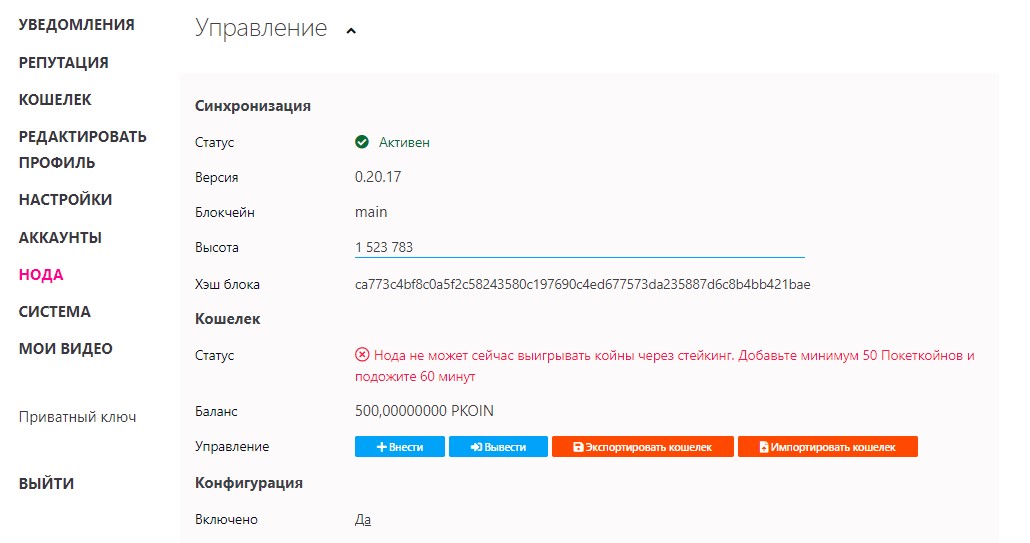 УВЕДОМЛЕНИЯ
РЕПУТАЦИЯ
КОШЕЛЕК
РЕДАКТИРОВАТЬ
ПРОФИЛЬ
НАСТРОЙКИ
АККАУНТЫ
НОДА
СИСТЕМА
МОИ ВИДЕО
Приватный ключ
ВЫЙТИ
Управление
Синхронизация
Статус Активен
Версия 0.20.17
Блокчейн main
Высота 1 523 783
Хэш блока ca773c4bf8c0a5f2c58243580c197690c4ed677573da235887d6c8b4bb421bae
Кошелек
Статус Нода не может сейчас выигрывать койны через стейкинг. Добавьте минимум 50 Покеткойнов и
подожите 60 минут
Баланс 500,00000000 PKOIN
Управление Внести Вывести Экспортировать кошелек Импортировать кошелек
Конфигурация
Включено Да